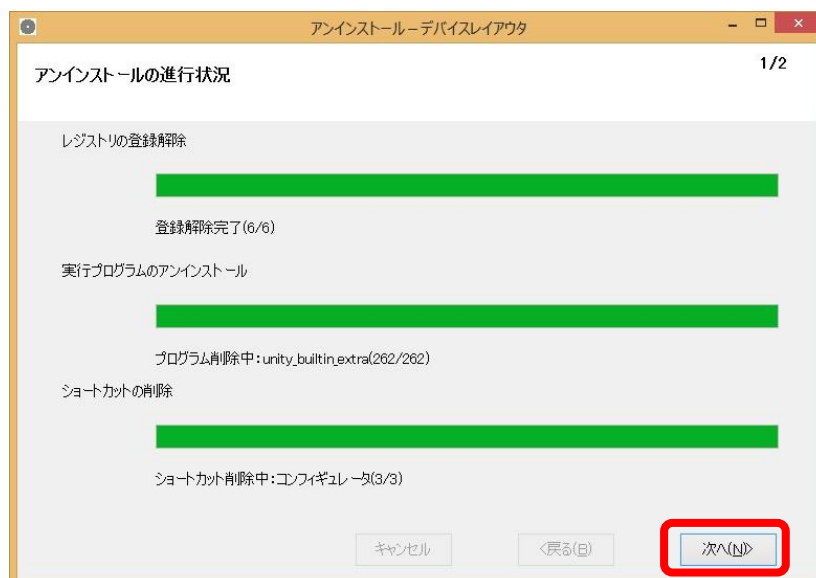 アンインストール－デバイスレイアウタ
アンインストールの進行状況
1/2
レジストリの登録解除
登録解除完了(6/6)
実行プログラムのアンインストール
プログラム削除中：unity_builtin_extra(262/262)
ショートカットの削除
ショートカット削除中：コンフィギュレータ(3/3)
キャンセル
<戻る(B)
次へ(N)>